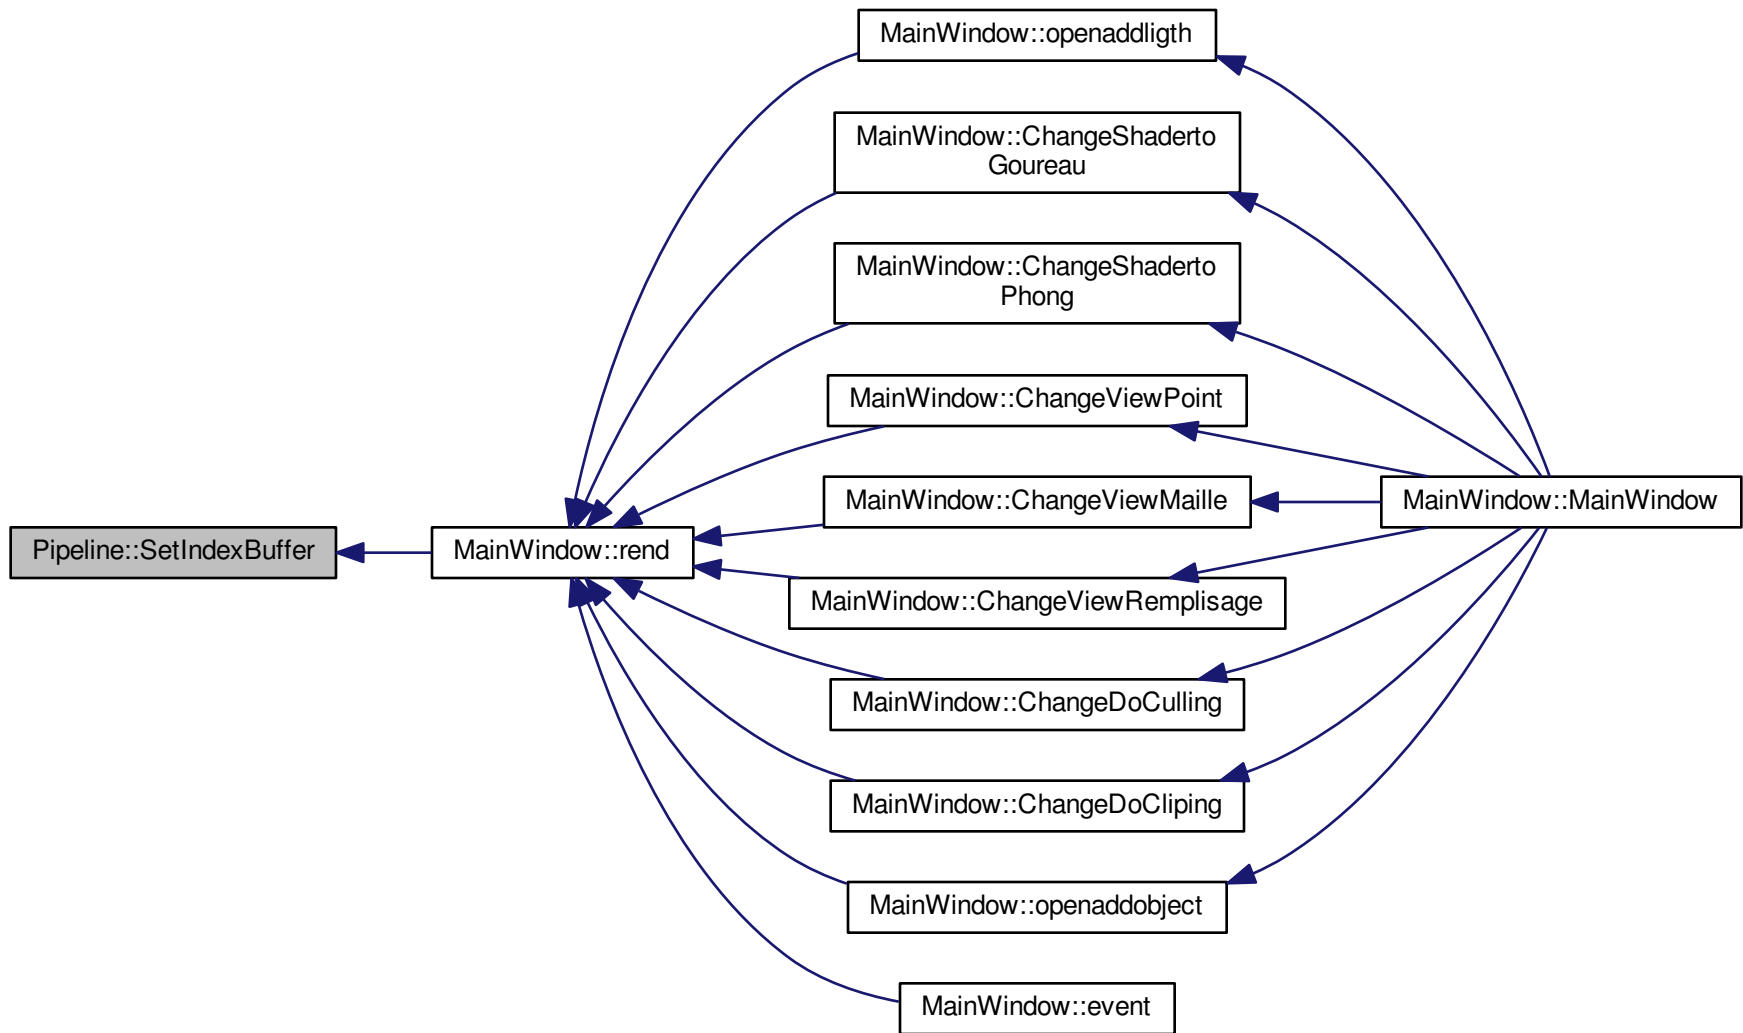 MainWindow::openaddligth
MainWindow::ChangeShaderto
Goureau
MainWindow::ChangeShaderto
Phong
MainWindow::ChangeViewPoint
MainWindow::ChangeViewMaille
MainWindow::MainWindow
Pipeline::SetIndexBuffer
MainWindow::rend
MainWindow::ChangeViewRemplisage
MainWindow::ChangeDoCulling
MainWindow::ChangeDoCliping
MainWindow::openaddobject
MainWindow::event